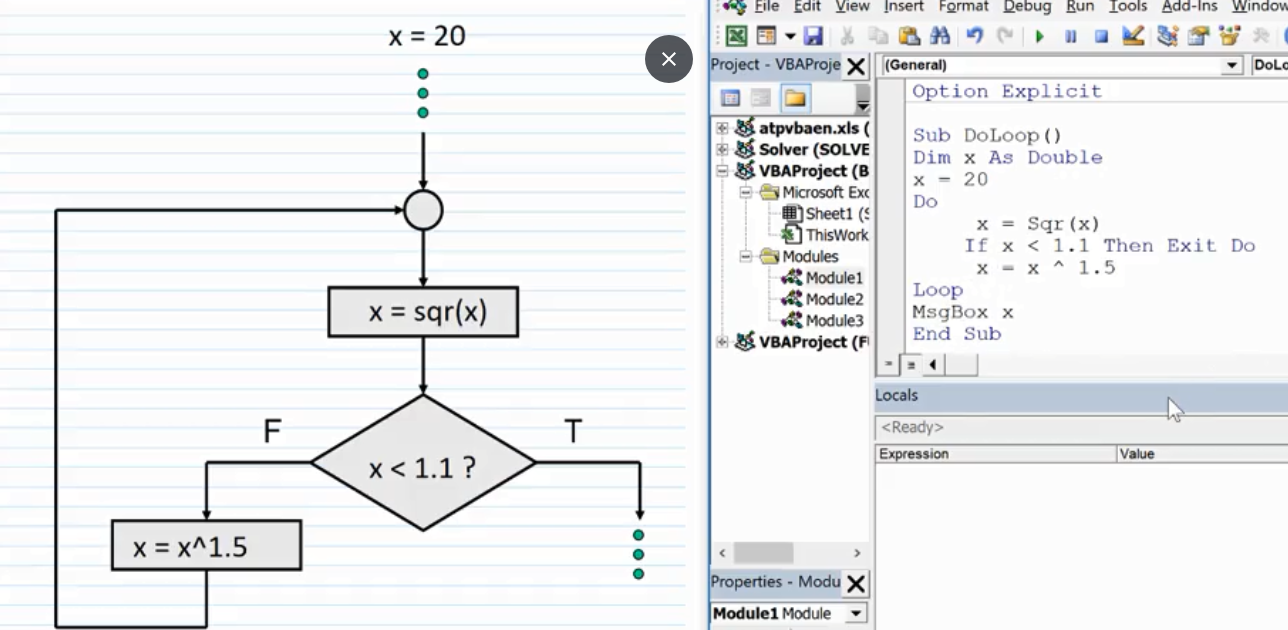 x = 20
x = sqr(x)
F
T
x < 1.1 ?
x = x^1.5
File Edit View Insert Format Debug Run Tools Add-Ins Window
Project - VBAProje
atpvbaen.xls (
Solver (SOLVE
VBAProject (B
Microsoft Exc
Sheet1 (S
ThisWork
Modules
Module1
Module2
Module3
VBAProject (F
Properties - Modu
Module1 Module
(General)
DoLo
Option Explicit
Sub DoLoop()
Dim x As Double
x = 20
Do
x = Sqr(x)
If x < 1.1 Then Exit Do
x = x ^ 1.5
Loop
MsgBox x
End Sub
Locals
<Ready>
Expression Value